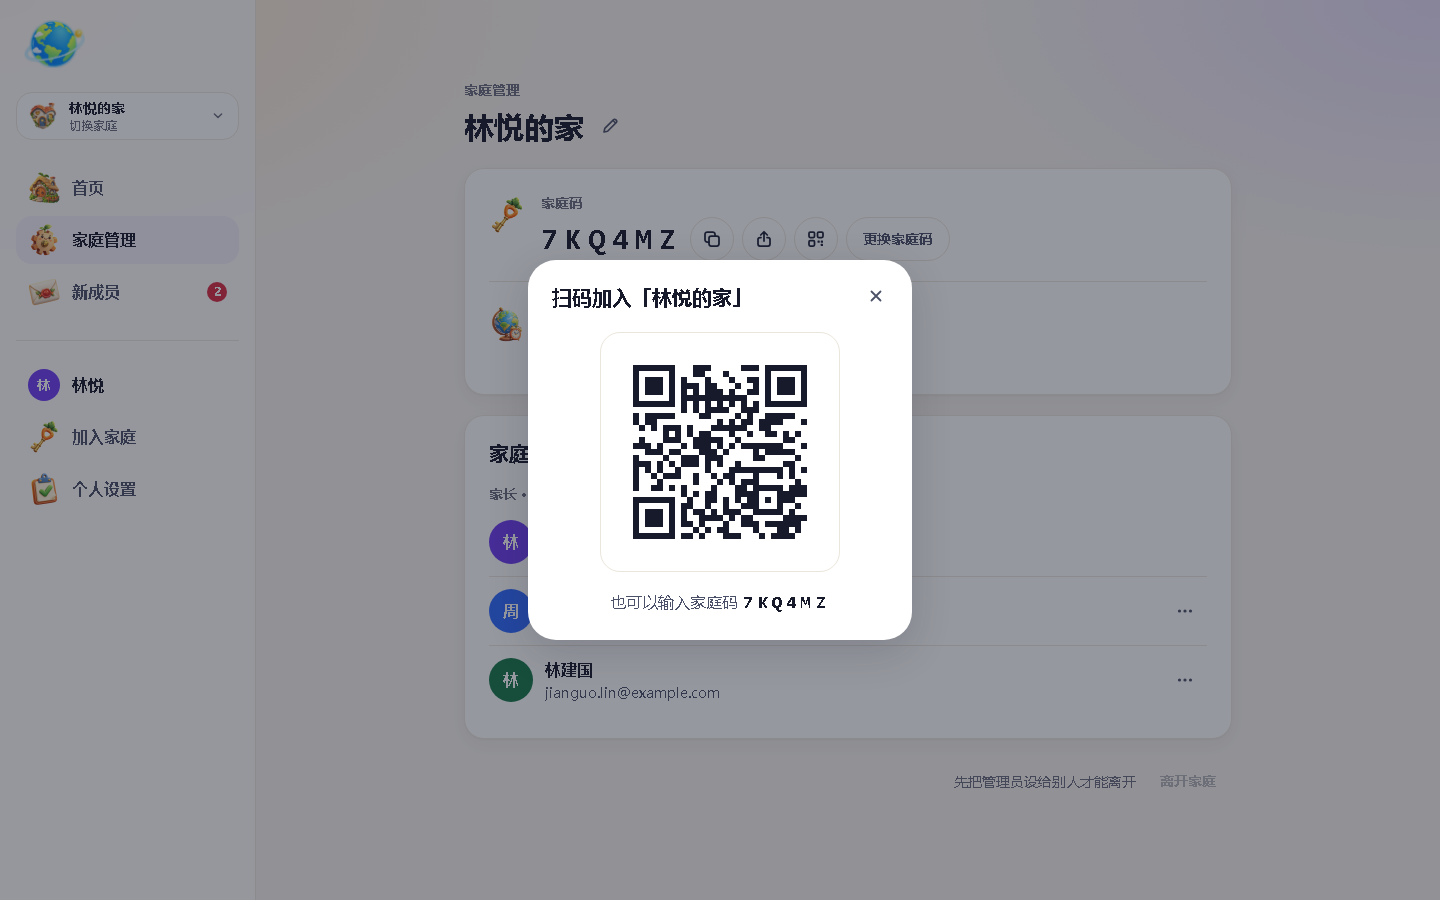 林悦的家
切换家庭
首页
家庭管理
新成员
2
林
林悦
加入家庭
个人设置
家庭管理
林悦的家
家庭码
7KQ4MZ
更换家庭码
扫码加入「林悦的家」
也可以输入家庭码 7KQ4MZ
家庭
家长 •
林
周
林
林建国
jianguo.lin@example.com
先把管理员设给别人才能离开
离开家庭